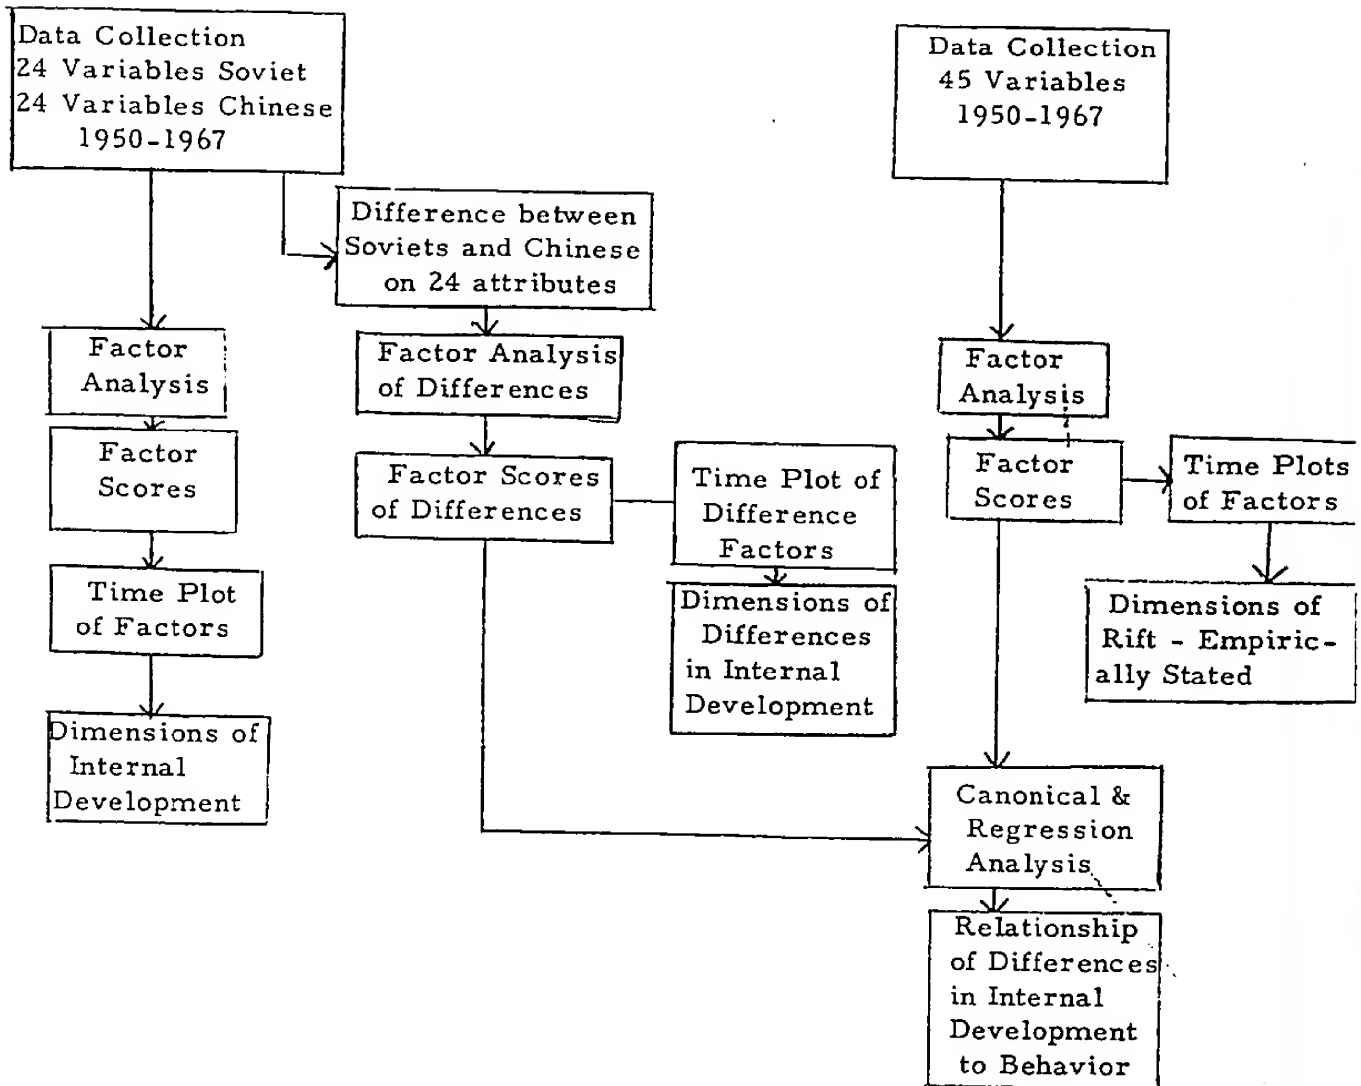 Data Collection
24 Variables Soviet
24 Variables Chinese
1950-1967
Data Collection
45 Variables
1950-1967
Difference between
Soviets and Chinese
on 24 attributes
Factor
Analysis
Factor Analysis
of Differences
Factor
Analysis
Factor
Scores
Factor Scores
of Differences
Time Plot of
Difference
Factors
Factor
Scores
Time Plots
of Factors
Time Plot
of Factors
Dimensions of
Differences
in Internal
Development
Dimensions of
Rift - Empiric-
ally Stated
Dimensions of
Internal
Development
Canonical &
Regression
Analysis
Relationship
of Differences
in Internal
Development
to Behavior